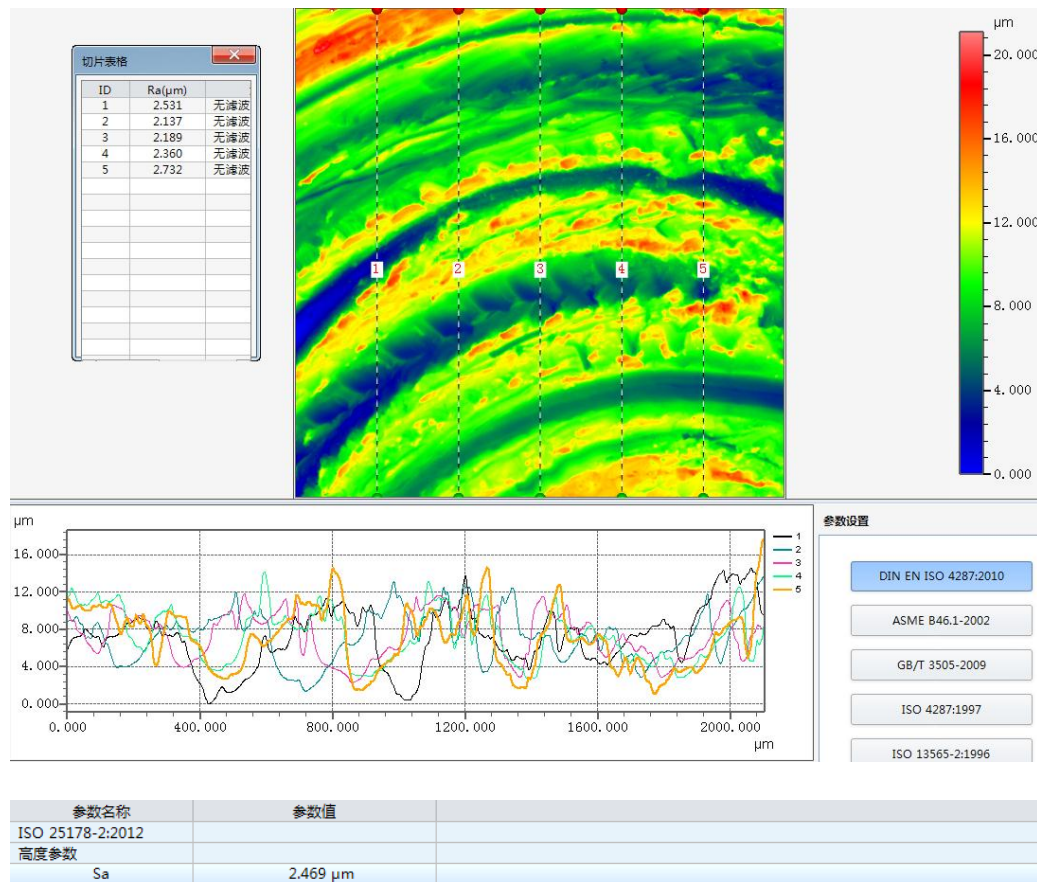 切片表格
ID Ra(μm)
1 2.531 无滤波
2 2.137 无滤波
3 2.189 无滤波
4 2.360 无滤波
5 2.732 无滤波
1 2 3 4 5
μm
20.000
16.000
12.000
8.000
4.000
0.000
μm
16.000
12.000
8.000
4.000
0.000
0.000 400.000 800.000 1200.000 1600.000 2000.000
μm
1
2
3
4
5
参数设置
DIN EN ISO 4287:2010
ASME B46.1-2002
GB/T 3505-2009
ISO 4287:1997
ISO 13565-2:1996
参数名称 参数值
ISO 25178-2:2012
高度参数
Sa 2.469 μm